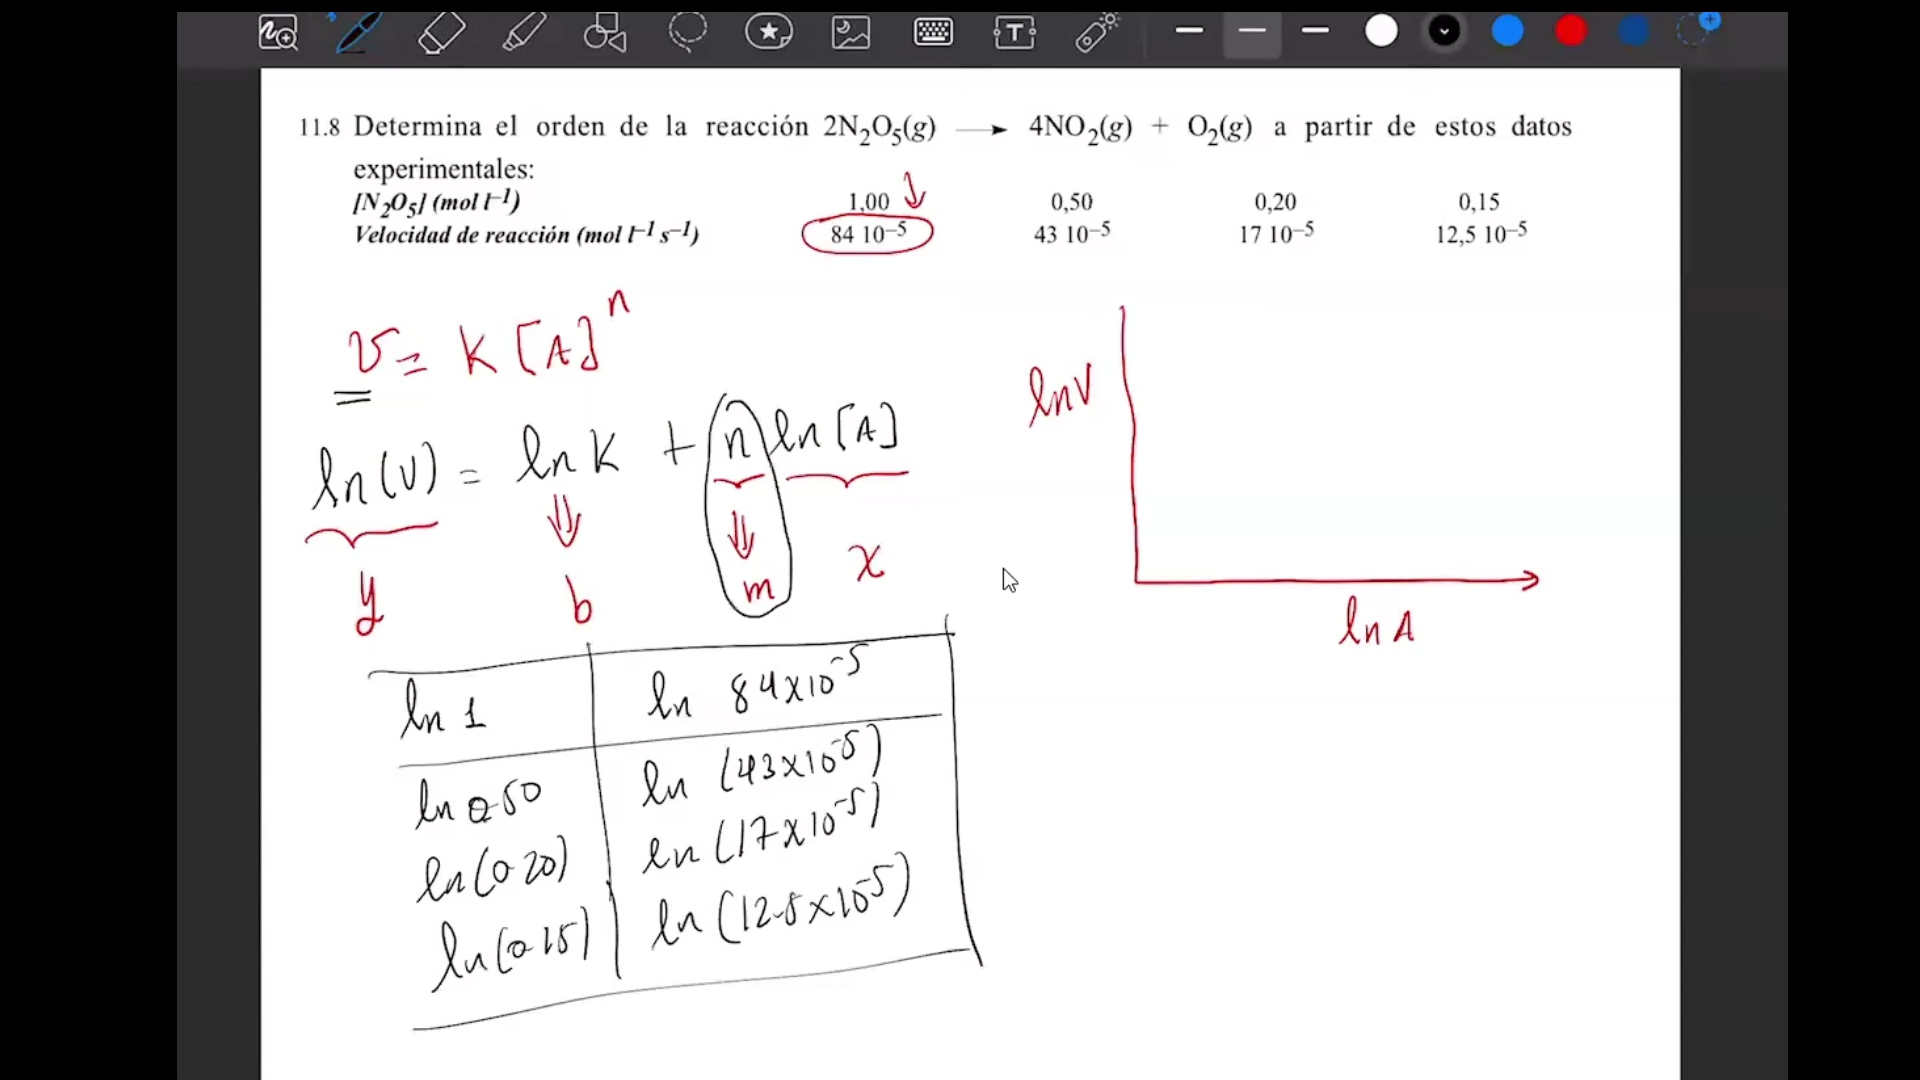 11.8 Determina el orden de la reacción 2N₂O₅(g) → 4NO₂(g) + O₂(g) a partir de estos datos
experimentales:
[N₂O₅] (mol l⁻¹) 1,00 0,50 0,20 0,15
Velocidad de reacción (mol l⁻¹ s⁻¹) 84 10⁻⁵ 43 10⁻⁵ 17 10⁻⁵ 12,5 10⁻⁵
v = K [A]ⁿ
ln(v) = ln K + n ln [A]
y b m x
ln 1 ln 84x10⁻⁵
ln 0.50 ln (43x10⁻⁵)
ln(0.20) ln (17x10⁻⁵)
ln(0.15) ln (12.5x10⁻⁵)
ln V
ln A